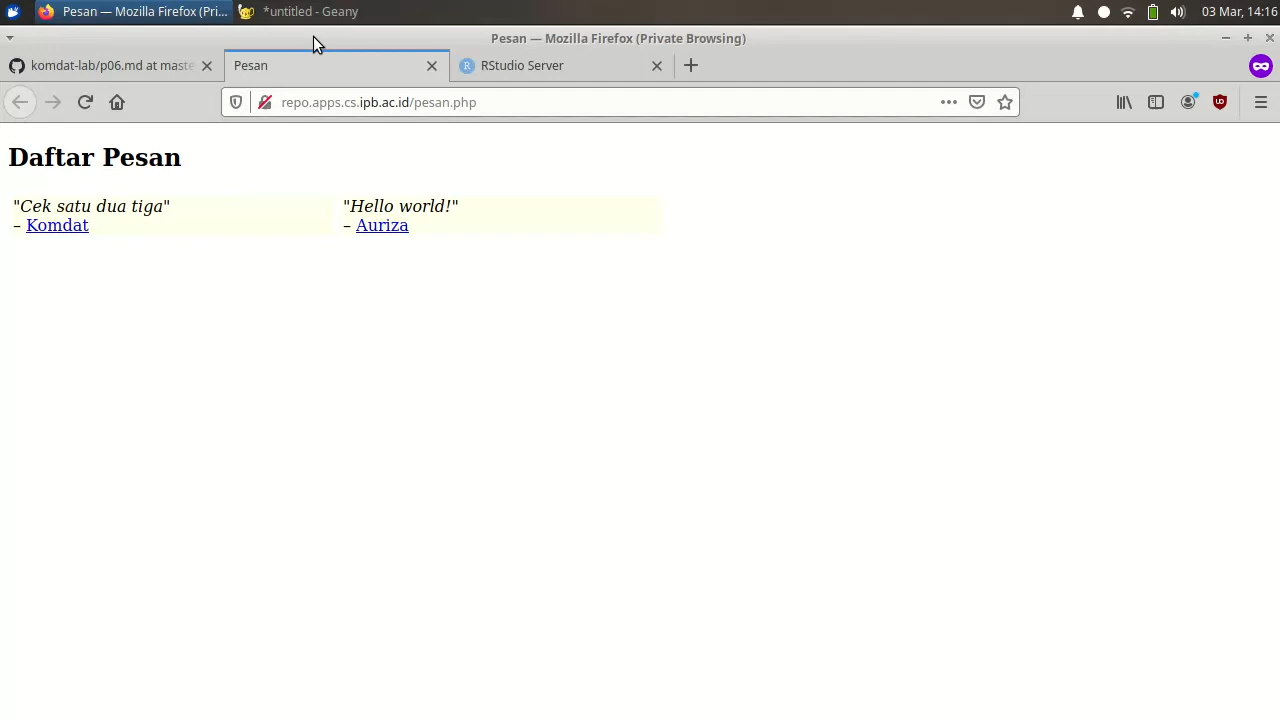 Pesan — Mozilla Firefox (Pri...
*untitled - Geany
03 Mar, 14:16
Pesan — Mozilla Firefox (Private Browsing)
komdat-lab/p06.md at maste
Pesan
RStudio Server
repo.apps.cs.ipb.ac.id/pesan.php
Daftar Pesan
"Cek satu dua tiga"
– Komdat
"Hello world!"
– Auriza